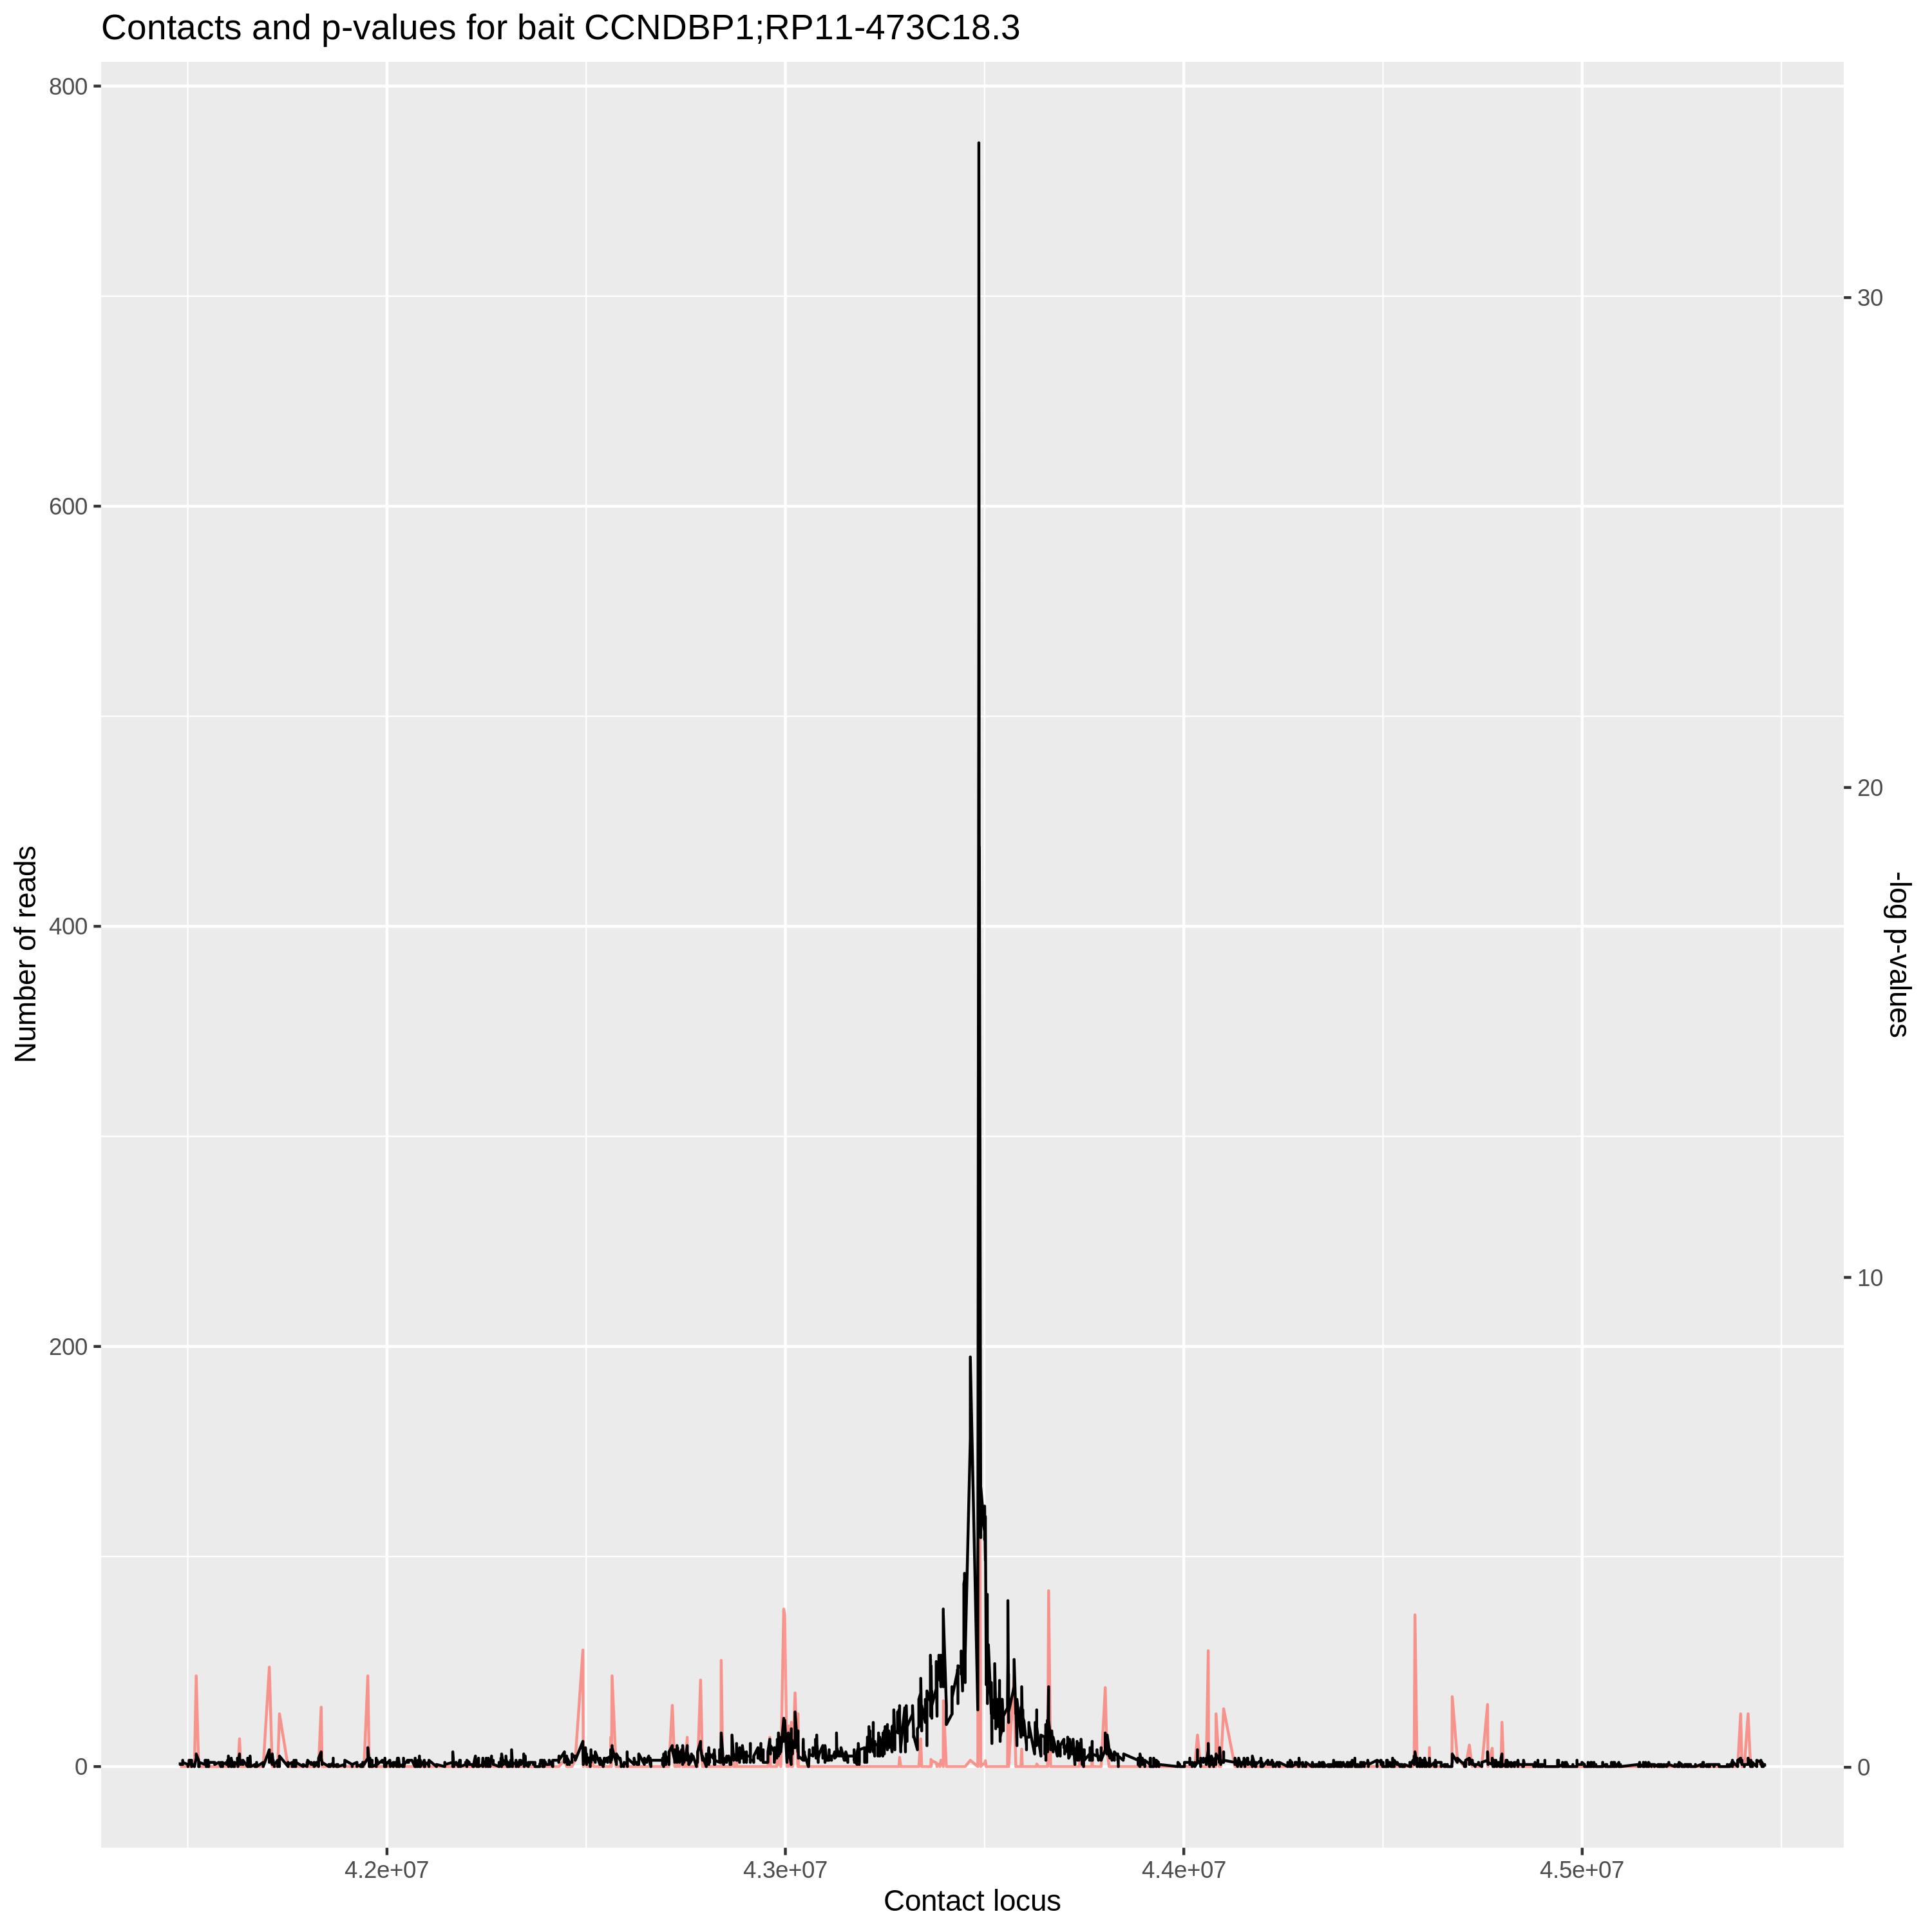 Contacts and p-values for bait CCNDBP1;RP11-473C18.3
800
600
400
200
0
Number of reads
30
20
10
0
-log p-values
4.2e+07
4.3e+07
4.4e+07
4.5e+07
Contact locus